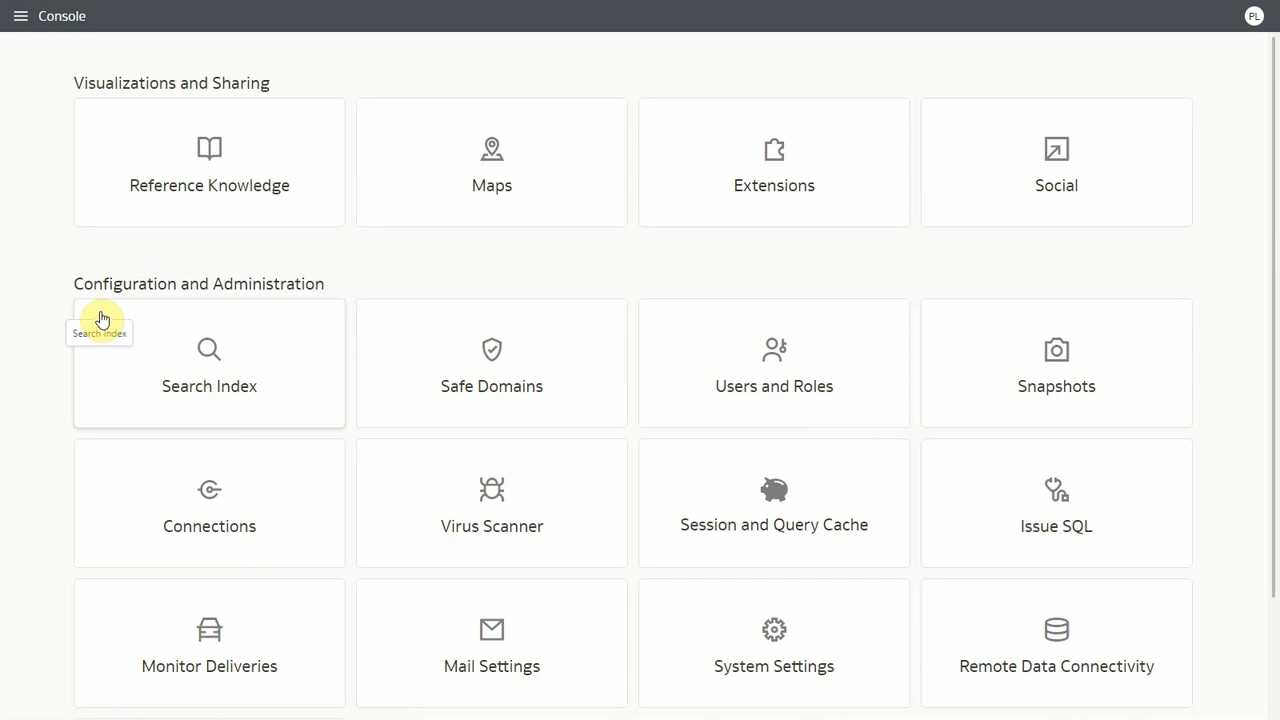 Console
PL
Visualizations and Sharing
Reference Knowledge
Maps
Extensions
Social
Configuration and Administration
Search Index
Search Index
Safe Domains
Users and Roles
Snapshots
Connections
Virus Scanner
Session and Query Cache
Issue SQL
Monitor Deliveries
Mail Settings
System Settings
Remote Data Connectivity